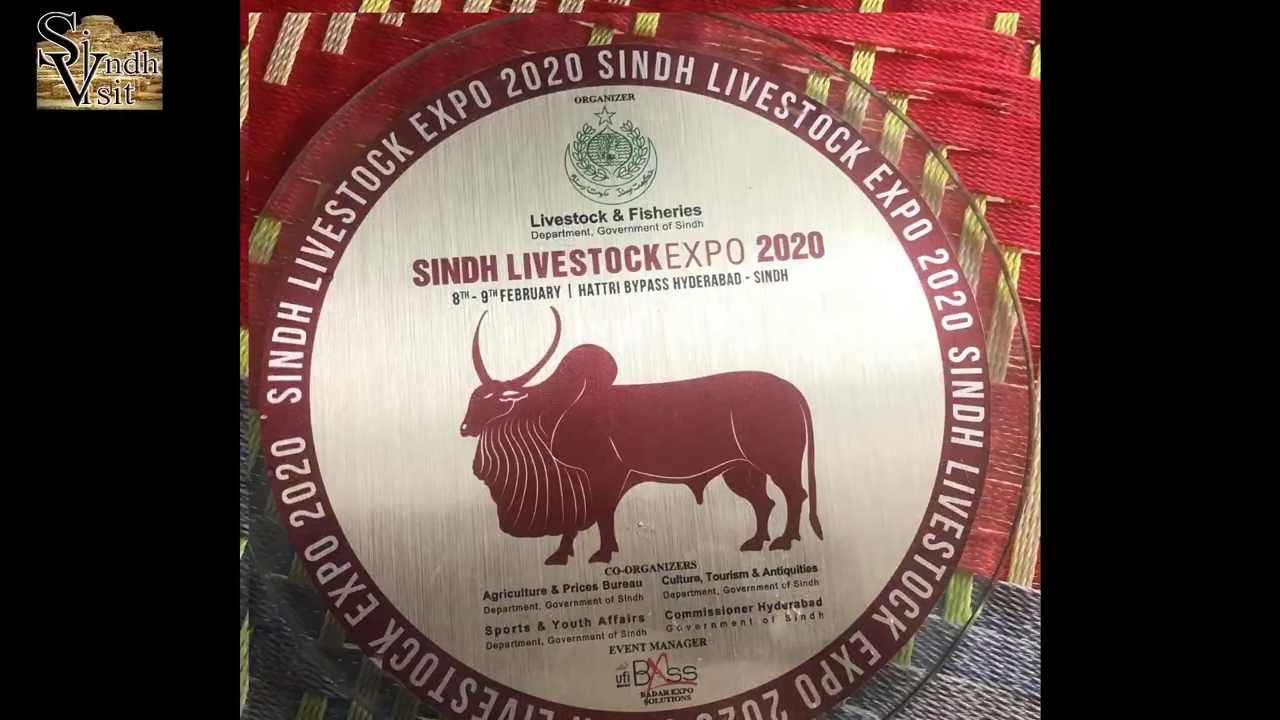 Sindh
Visit
SINDH LIVESTOCK EXPO 2020 SINDH LIVESTOCK EXPO 2020 SINDH LIVESTOCK EXPO 2020 SINDH LIVESTOCK EXPO 2020
ORGANIZER
Livestock & Fisheries
Department, Government of Sindh
SINDH LIVESTOCK EXPO 2020
8TH - 9TH FEBRUARY | HATTRI BYPASS HYDERABAD - SINDH
CO-ORGANIZERS
Agriculture & Prices Bureau
Department, Government of Sindh
Culture, Tourism & Antiquities
Department, Government of Sindh
Sports & Youth Affairs
Department, Government of Sindh
Commissioner Hyderabad
Government of Sindh
EVENT MANAGER
ufi BXSS
BADAR EXPO
SOLUTIONS